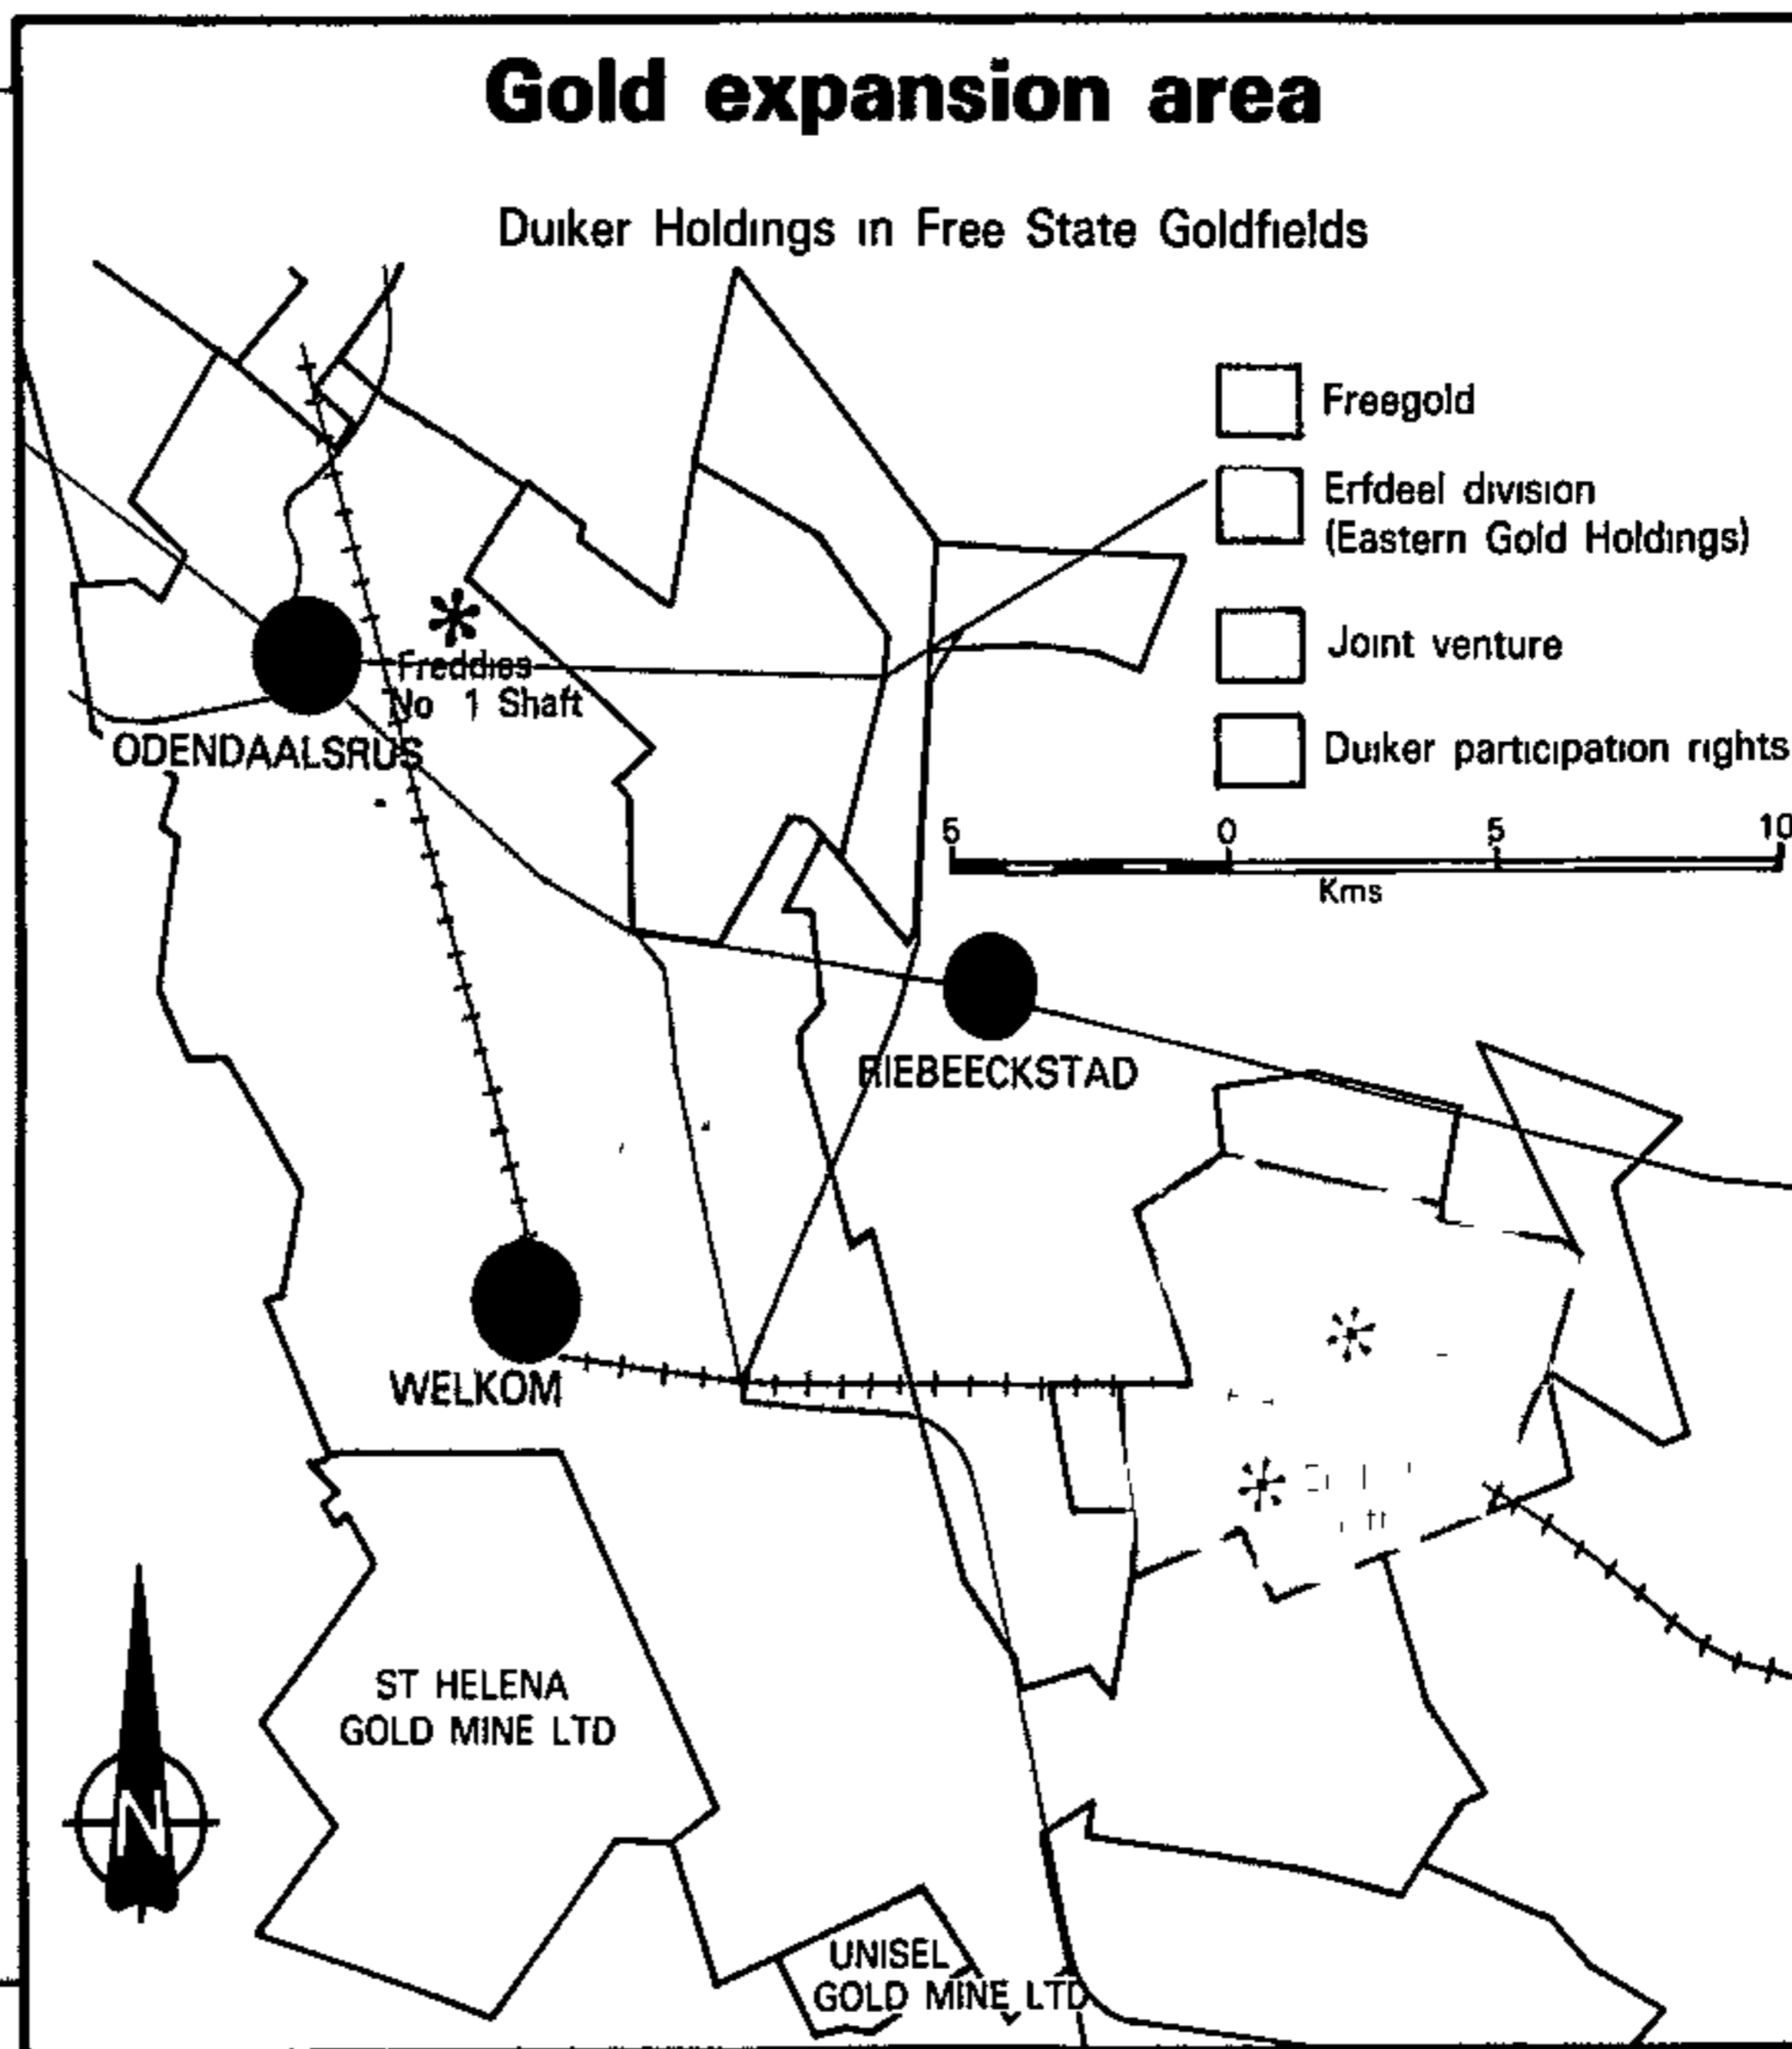 Gold expansion area
Duiker Holdings in Free State Goldfields
Freegold
Erfdeel division
(Eastern Gold Holdings)
Joint venture
Duiker participation rights
5 0 5 10
Kms
Freddies
No 1 Shaft
ODENDAALSRUS
RIEBEECKSTAD
WELKOM
ST HELENA
GOLD MINE LTD
UNISEL
GOLD MINE LTD
N